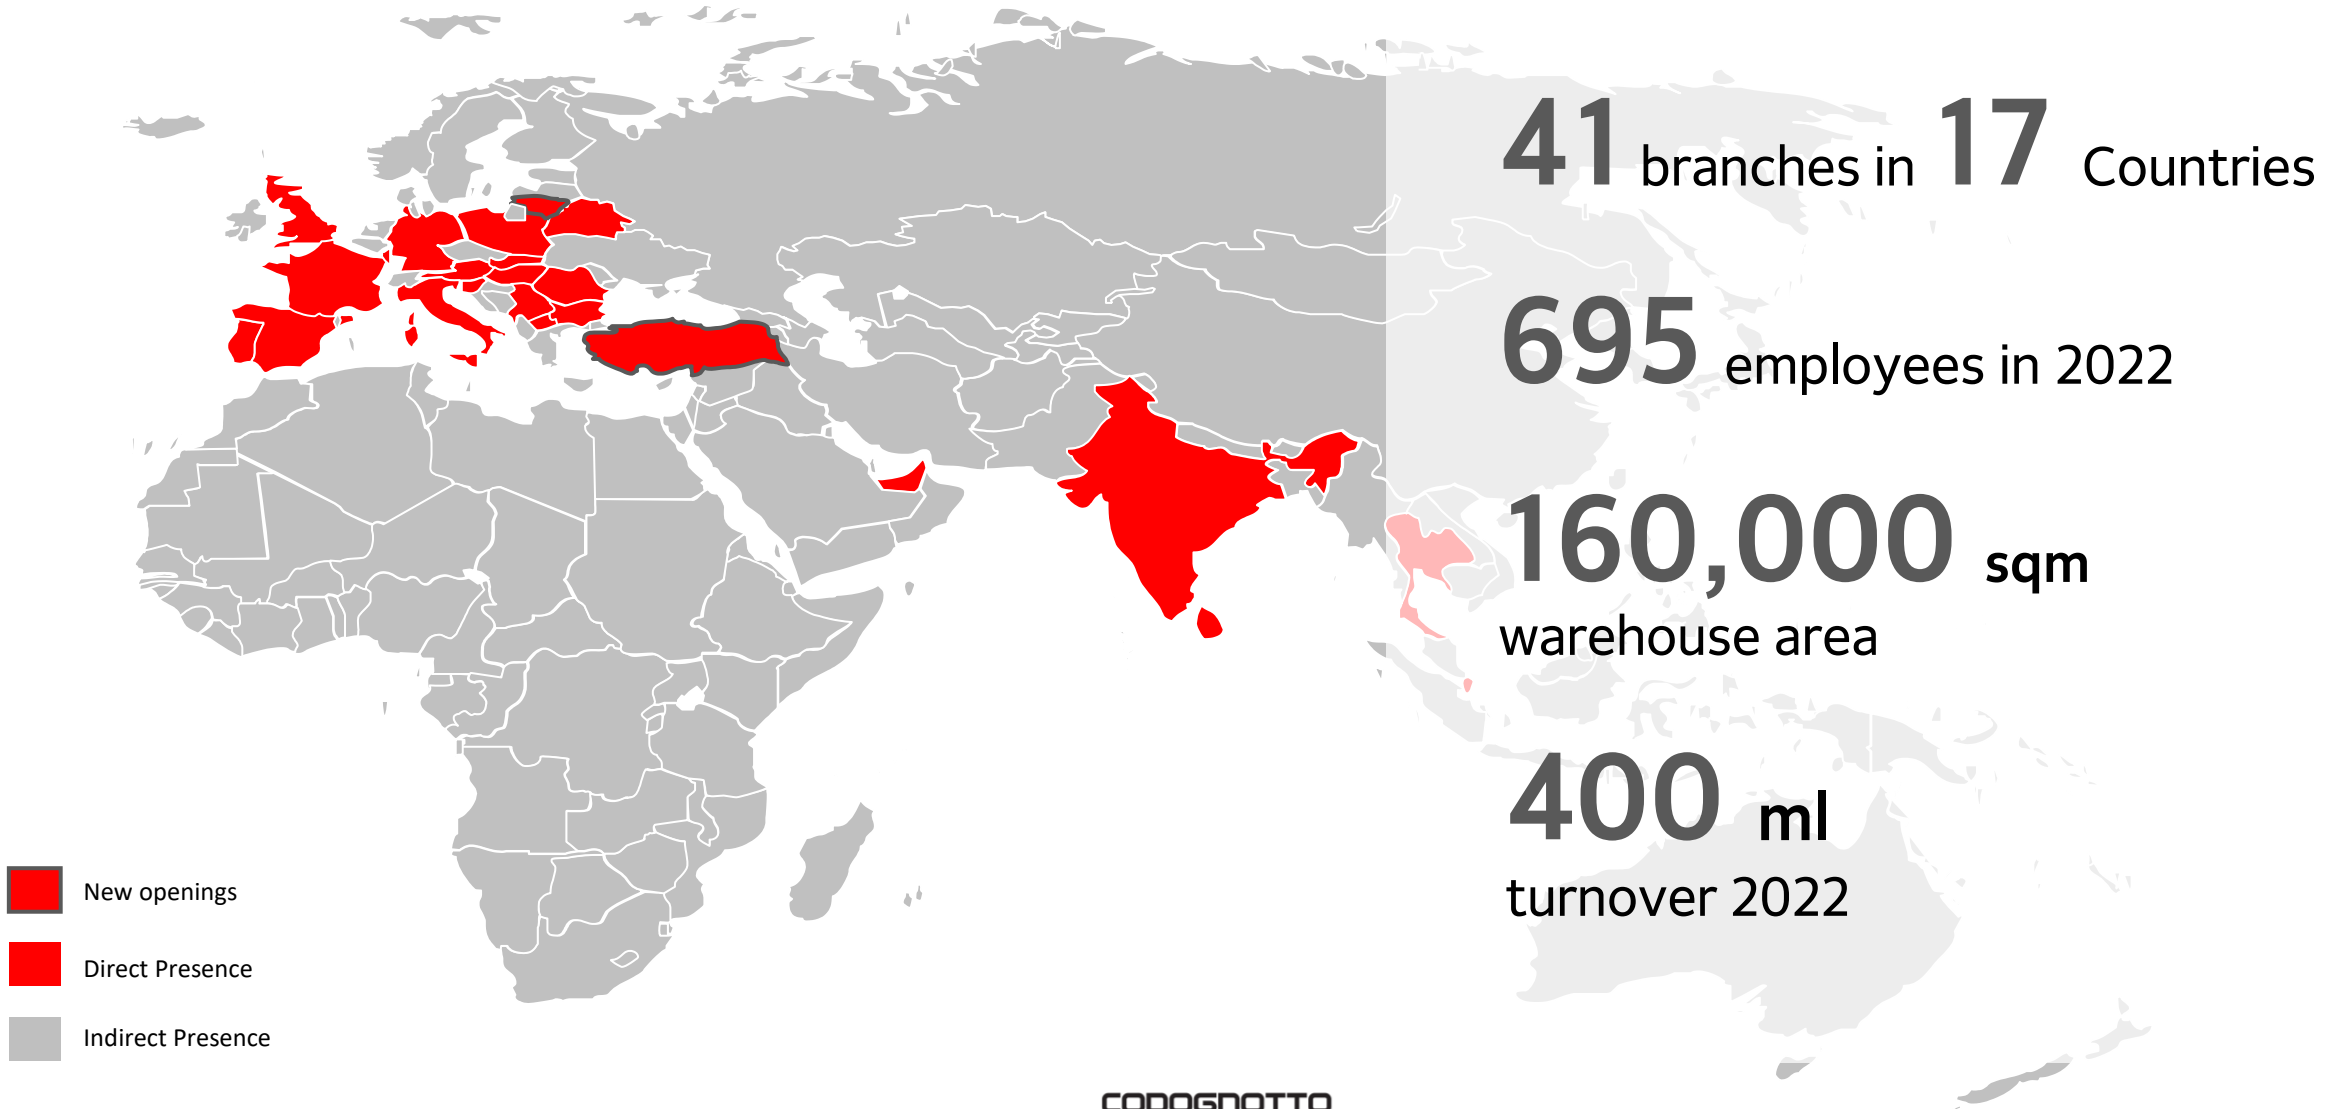 41 branches in 17 Countries
695 employees in 2022
160,000 sqm
warehouse area
400 ml
turnover 2022
New openings
Direct Presence
Indirect Presence
CODOGNOTTO